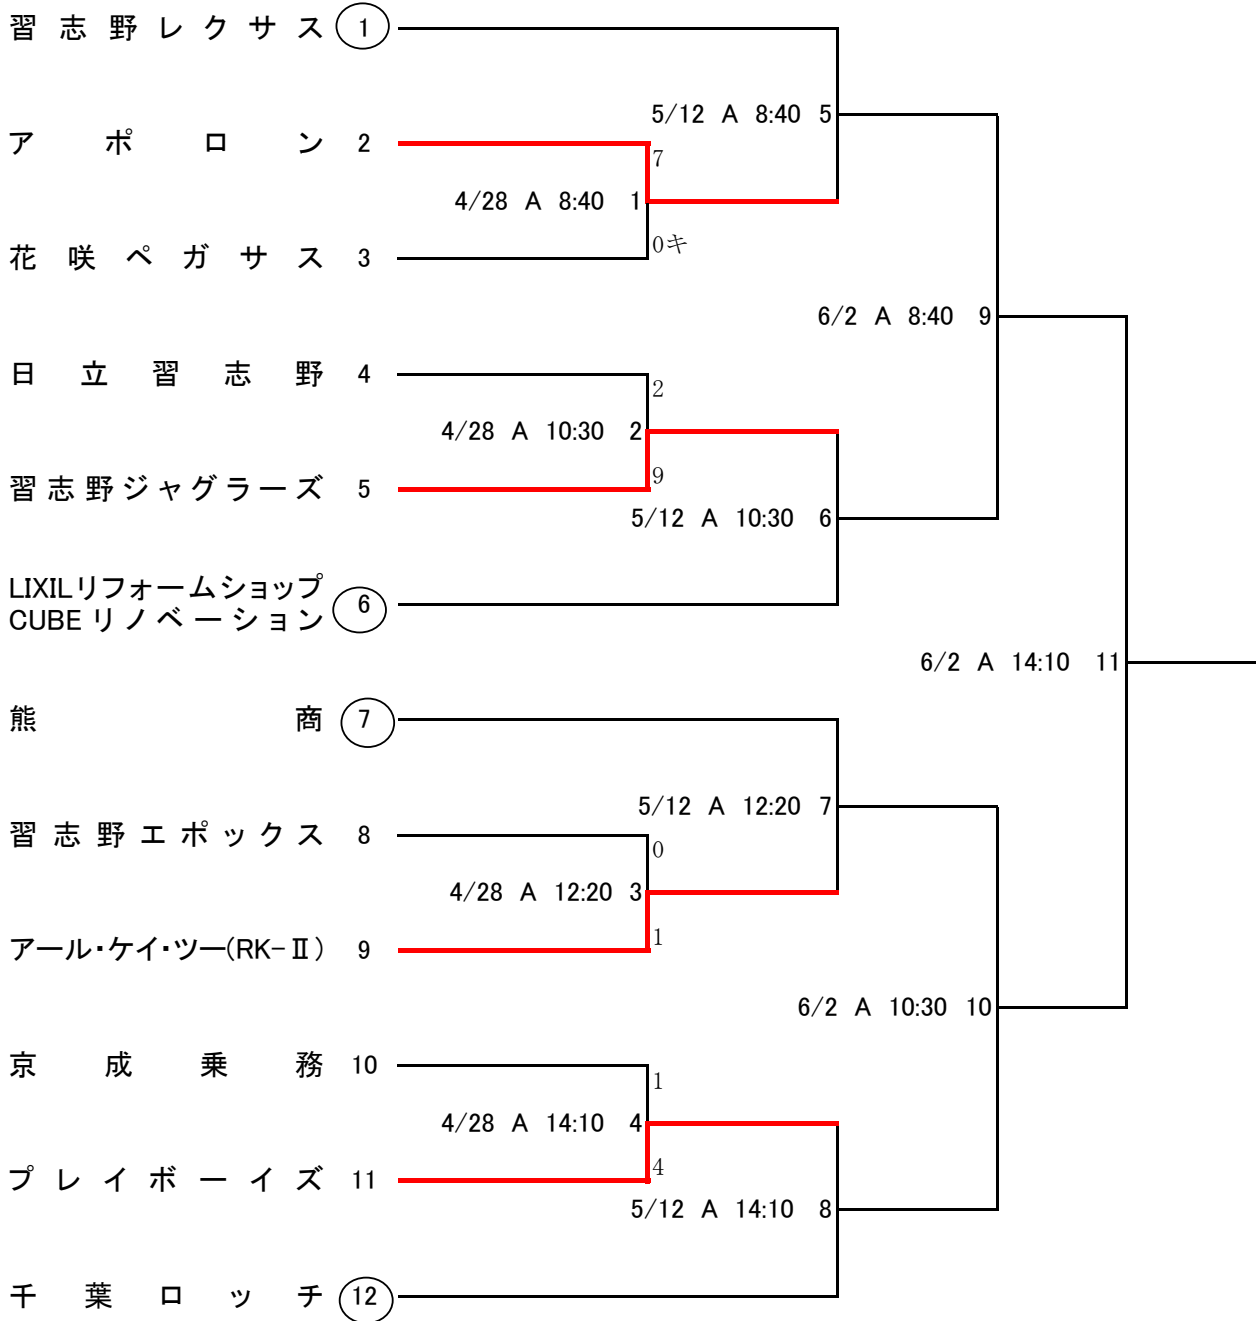 習志野レクサス 1
5/12 A 8:40 5
アポロン 2
7
4/28 A 8:40 1
0キ
花咲ペガサス 3
6/2 A 8:40 9
日立習志野 4
2
4/28 A 10:30 2
9
習志野ジャグラーズ 5
5/12 A 10:30 6
LIXILリフォームショップ
CUBEリノベーション 6
6/2 A 14:10 11
熊商 7
5/12 A 12:20 7
習志野エポックス 8
0
4/28 A 12:20 3
1
アール・ケイ・ツー(RK-Ⅱ) 9
6/2 A 10:30 10
京成乗務 10
1
4/28 A 14:10 4
4
プレイボーイズ 11
5/12 A 14:10 8
千葉ロッチ 12